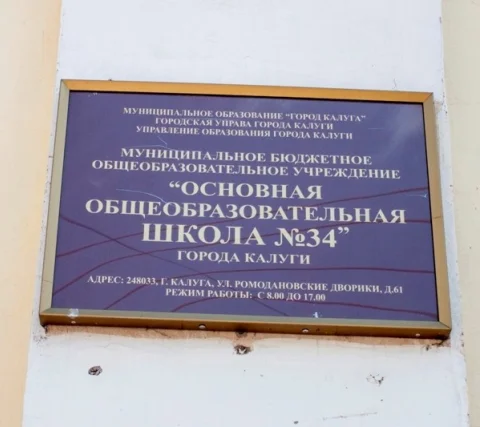 МУНИЦИПАЛЬНОЕ ОБРАЗОВАНИЕ "ГОРОД КАЛУГА"
ГОРОДСКАЯ УПРАВА ГОРОДА КАЛУГИ
УПРАВЛЕНИЕ ОБРАЗОВАНИЯ ГОРОДА КАЛУГИ
МУНИЦИПАЛЬНОЕ БЮДЖЕТНОЕ
ОБЩЕОБРАЗОВАТЕЛЬНОЕ УЧРЕЖДЕНИЕ
"ОСНОВНАЯ
ОБЩЕОБРАЗОВАТЕЛЬНАЯ
ШКОЛА №34"
ГОРОДА КАЛУГИ
АДРЕС: 248033, Г. КАЛУГА, УЛ. РОМОДАНОВСКИЕ ДВОРИКИ, Д.61
РЕЖИМ РАБОТЫ: С 8.00 ДО 17.00